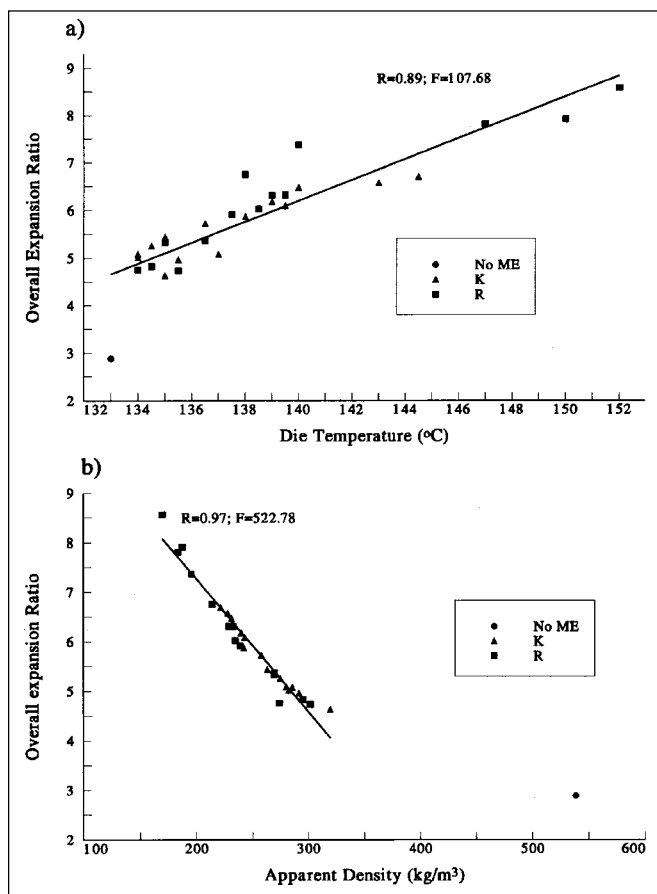 a)
R=0.89; F=107.68
Overall Expansion Ratio
9
8
7
6
5
4
3
2
No ME
K
R
132 134 136 138 140 142 144 146 148 150 152
Die Temperature (ºC)
b)
R=0.97; F=522.78
Overall expansion Ratio
9
8
7
6
5
4
3
2
No ME
K
R
100 200 300 400 500 600
Apparent Density (kg/m³)